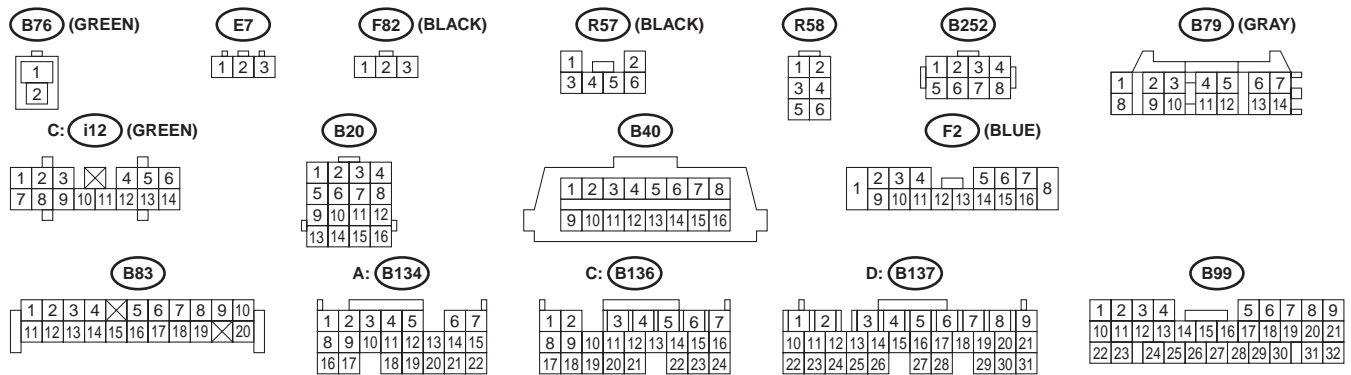 B76 (GREEN) E7 F82 (BLACK) R57 (BLACK) R58 B252 B79 (GRAY)
1
2
1 2 3
1 2 3
1 2
3 4 5 6
1 2
3 4
5 6
1 2 3 4
5 6 7 8
1 2 3 4 5 6 7
8 9 10 11 12 13 14
C: i12 (GREEN) B20 B40 F2 (BLUE)
1 2 3 4 5 6
7 8 9 10 11 12 13 14
1 2 3 4
5 6 7 8
9 10 11 12
13 14 15 16
1 2 3 4 5 6 7 8
9 10 11 12 13 14 15 16
1 2 3 4 5 6 7 8
9 10 11 12 13 14 15 16
B83 A: B134 C: B136 D: B137 B99
1 2 3 4 5 6 7 8 9 10
11 12 13 14 15 16 17 18 19 20
1 2 3 4 5 6 7
8 9 10 11 12 13 14 15
16 17 18 19 20 21 22
1 2 3 4 5 6 7
8 9 10 11 12 13 14 15 16
17 18 19 20 21 22 23 24
1 2 3 4 5 6 7 8 9
10 11 12 13 14 15 16 17 18 19 20 21
22 23 24 25 26 27 28 29 30 31
1 2 3 4 5 6 7 8 9
10 11 12 13 14 15 16 17 18 19 20 21
22 23 24 25 26 27 28 29 30 31 32